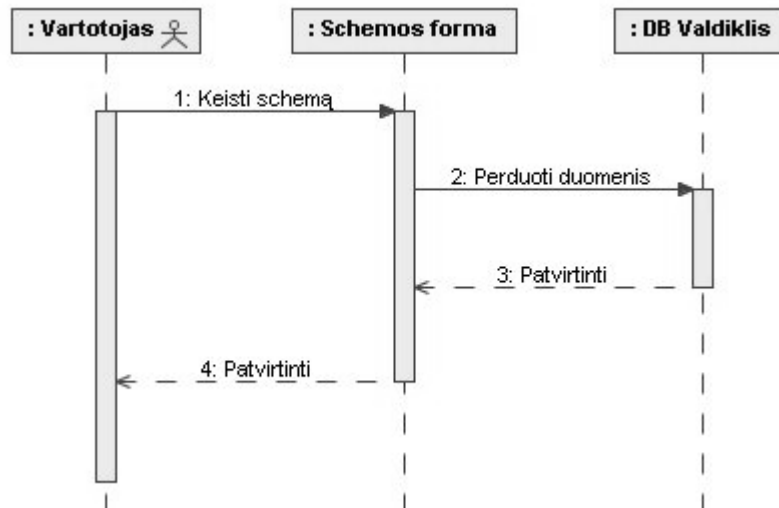 : Vartotojas
: Schemos forma
: DB Valdiklis
1: Keisti schemą
2: Perduoti duomenis
3: Patvirtinti
4: Patvirtinti